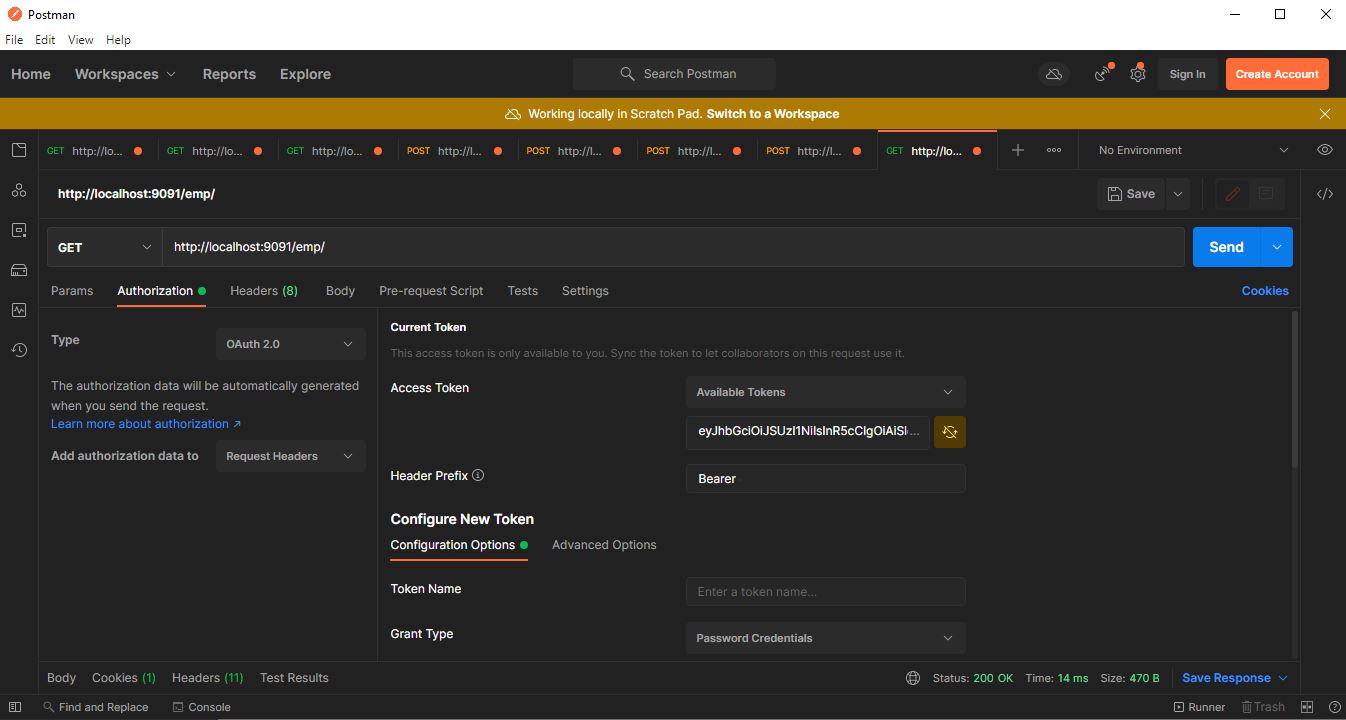 Postman
File Edit View Help
Home Workspaces Reports Explore Search Postman Sign In Create Account
Working locally in Scratch Pad. Switch to a Workspace
GET http://lo... GET http://lo... GET http://lo... POST http://l... POST http://l... POST http://l... POST http://l... GET http://lo... No Environment
http://localhost:9091/emp/ Save
GET http://localhost:9091/emp/ Send
Params Authorization Headers (8) Body Pre-request Script Tests Settings Cookies
Current Token
Type OAuth 2.0
This access token is only available to you. Sync the token to let collaborators on this request use it.
The authorization data will be automatically generated
when you send the request.
Learn more about authorization
Access Token Available Tokens
eyJhbGciOiJSUzI1NiIsInR5cCIgOiAiSl...
Add authorization data to Request Headers
Header Prefix Bearer
Configure New Token
Configuration Options Advanced Options
Token Name Enter a token name...
Grant Type Password Credentials
Body Cookies (1) Headers (11) Test Results Status: 200 OK Time: 14 ms Size: 470 B Save Response
Find and Replace Console Runner Trash